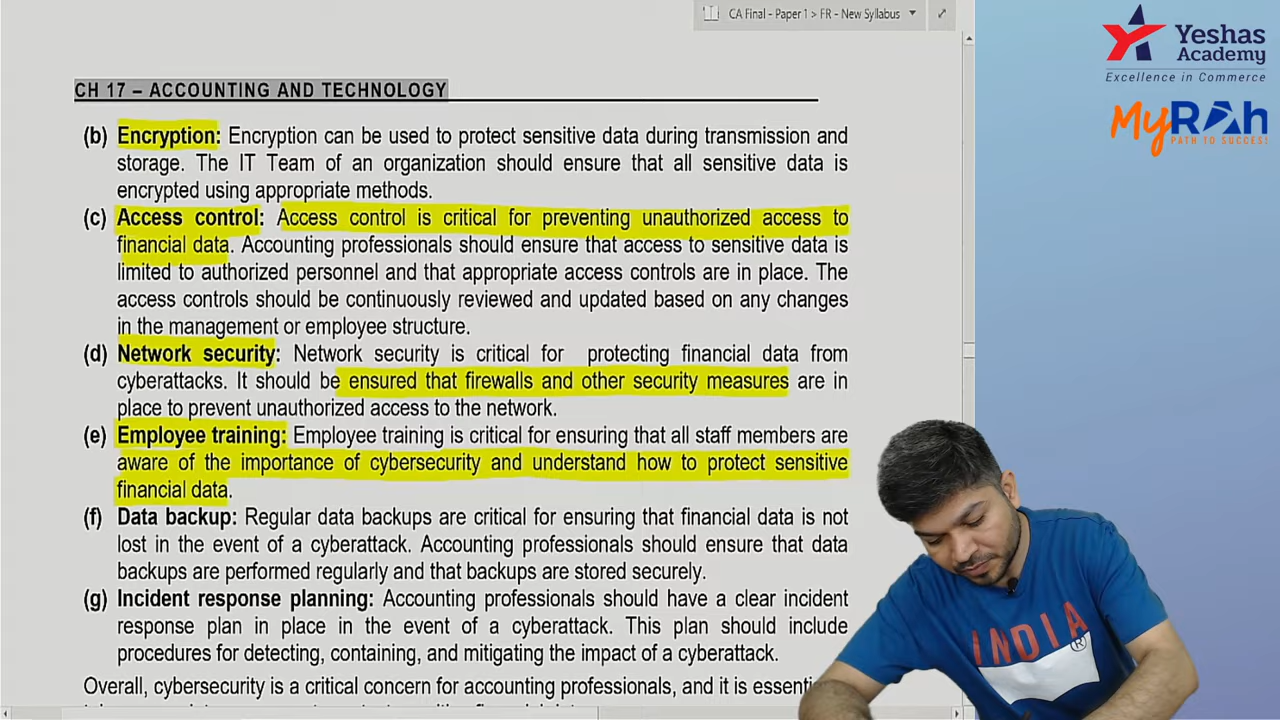 CA Final - Paper 1 > FR - New Syllabus
Yeshas
Academy
Excellence in Commerce
MyRAh
PATH TO SUCCESS!
CH 17 – ACCOUNTING AND TECHNOLOGY
(b) Encryption: Encryption can be used to protect sensitive data during transmission and
storage. The IT Team of an organization should ensure that all sensitive data is
encrypted using appropriate methods.
(c) Access control: Access control is critical for preventing unauthorized access to
financial data. Accounting professionals should ensure that access to sensitive data is
limited to authorized personnel and that appropriate access controls are in place. The
access controls should be continuously reviewed and updated based on any changes
in the management or employee structure.
(d) Network security: Network security is critical for protecting financial data from
cyberattacks. It should be ensured that firewalls and other security measures are in
place to prevent unauthorized access to the network.
(e) Employee training: Employee training is critical for ensuring that all staff members are
aware of the importance of cybersecurity and understand how to protect sensitive
financial data.
(f) Data backup: Regular data backups are critical for ensuring that financial data is not
lost in the event of a cyberattack. Accounting professionals should ensure that data
backups are performed regularly and that backups are stored securely.
(g) Incident response planning: Accounting professionals should have a clear incident
response plan in place in the event of a cyberattack. This plan should include
procedures for detecting, containing, and mitigating the impact of a cyberattack.
Overall, cybersecurity is a critical concern for accounting professionals, and it is
INDIA
®